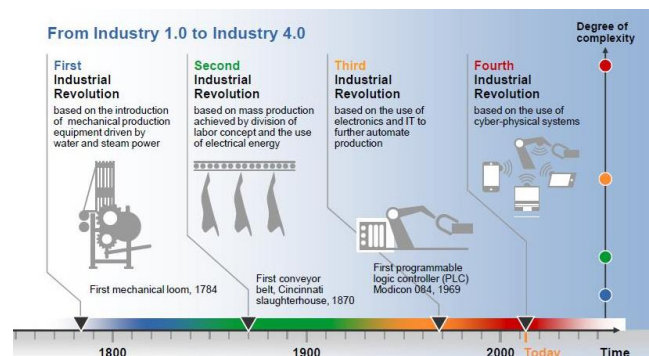 From Industry 1.0 to Industry 4.0
Degree of
complexity
First
Industrial
Revolution
based on the introduction
of mechanical production
equipment driven by
water and steam power
Second
Industrial
Revolution
based on mass production
achieved by division of
labor concept and the use
of electrical energy
Third
Industrial
Revolution
based on the use of
electronics and IT to
further automate
production
Fourth
Industrial
Revolution
based on the use of
cyber-physical systems
First mechanical loom, 1784
First conveyor
belt, Cincinnati
slaughterhouse, 1870
First programmable
logic controller (PLC)
Modicon 084, 1969
1800
1900
2000
Today
Time